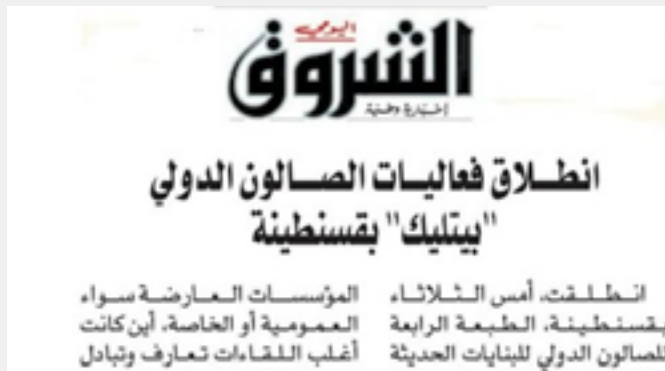 اليومي
الشروق
إخبارية وطنية
انطلاق فعاليات الصالون الدولي
"بيتليك" بقسنطينة
انطلقت، أمس الثلاثاء
بقسنطينة، الطبعة الرابعة
للصالون الدولي للبنايات الحديثة
المؤسسات العارضة سواء
العمومية أو الخاصة، أين كانت
أغلب اللقاءات تعارف وتبادل